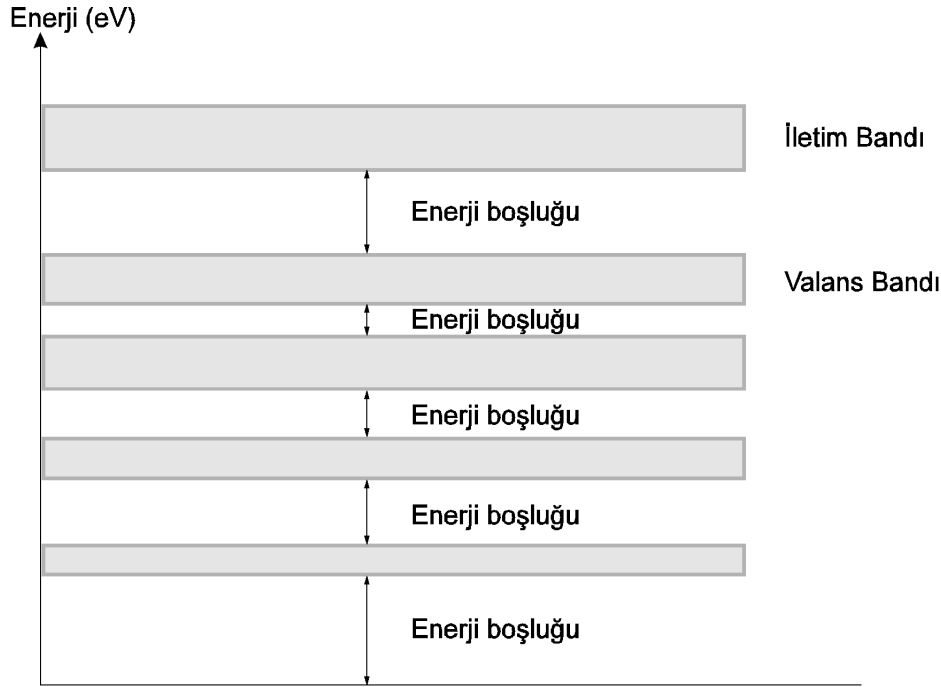 Enerji (eV)
İletim Bandı
Enerji boşluğu
Valans Bandı
Enerji boşluğu
Enerji boşluğu
Enerji boşluğu
Enerji boşluğu